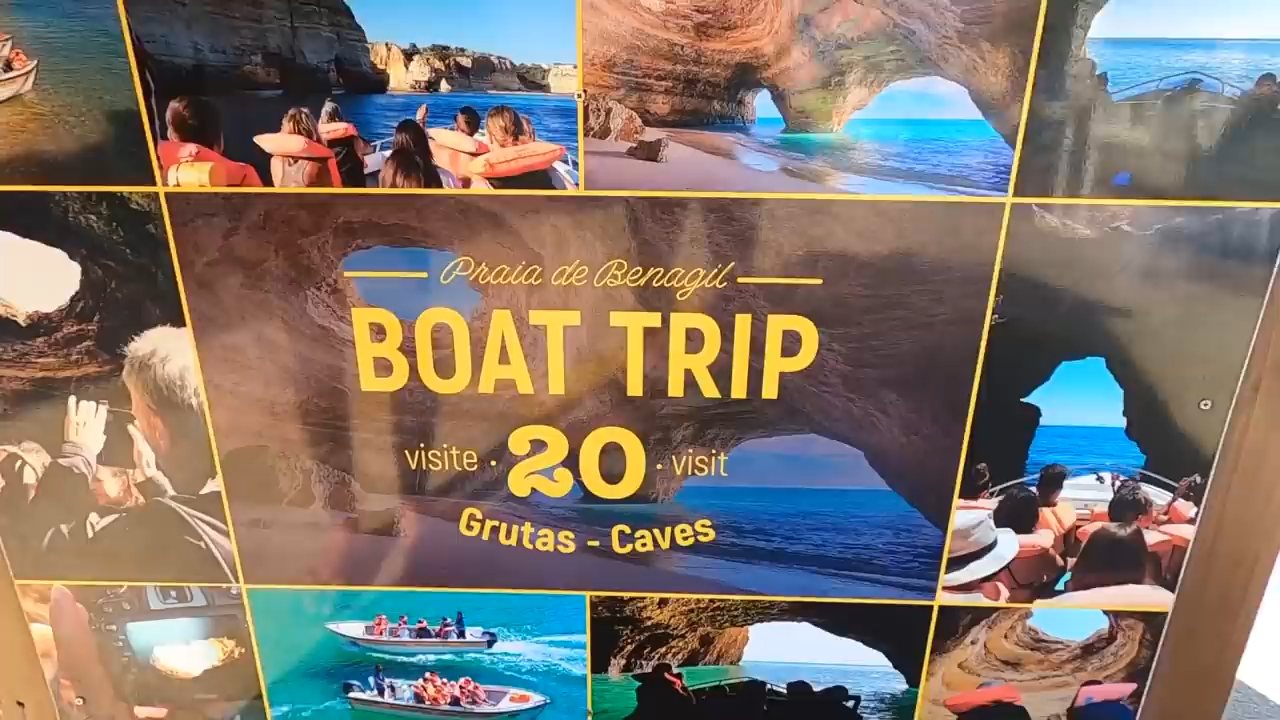 Praia de Benagil
BOAT TRIP
visite · 20 · visit
Grutas - Caves